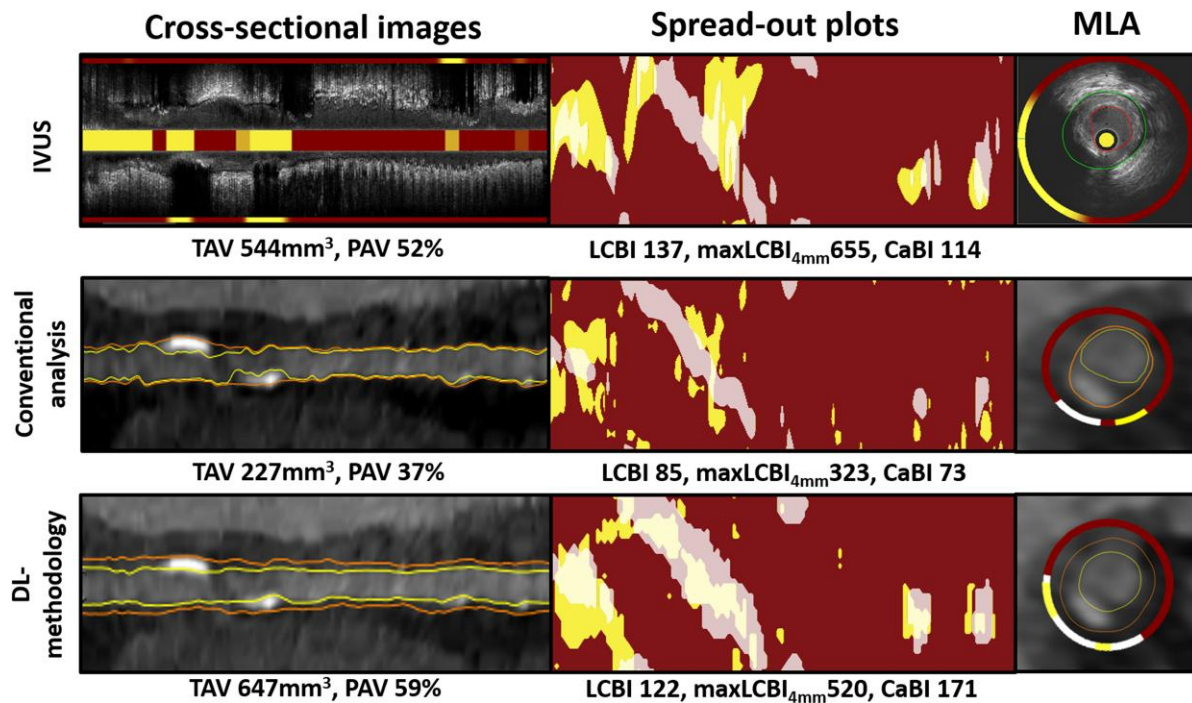 Cross-sectional images
Spread-out plots
MLA
IVUS
TAV 544mm³, PAV 52%
LCBI 137, maxLCBI₄ₘₘ655, CaBI 114
Conventional
analysis
TAV 227mm³, PAV 37%
LCBI 85, maxLCBI₄ₘₘ323, CaBI 73
DL-
methodology
TAV 647mm³, PAV 59%
LCBI 122, maxLCBI₄ₘₘ520, CaBI 171